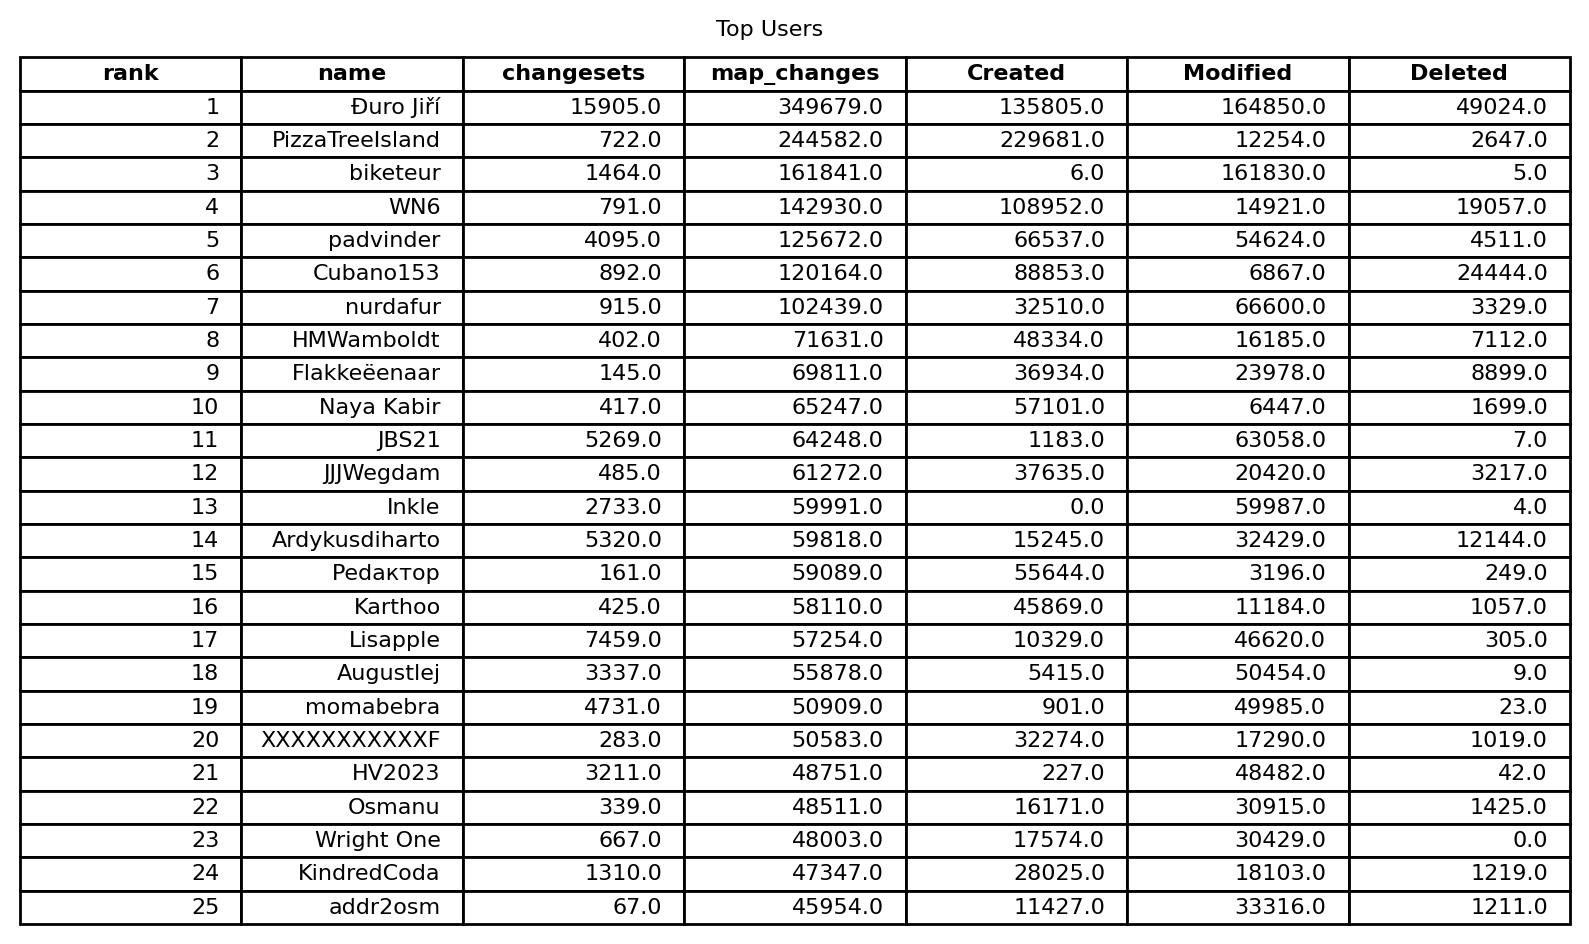 Top Users
rank name changesets map_changes Created Modified Deleted
1 Đuro Jiří 15905.0 349679.0 135805.0 164850.0 49024.0
2 PizzaTreeIsland 722.0 244582.0 229681.0 12254.0 2647.0
3 biketeur 1464.0 161841.0 6.0 161830.0 5.0
4 WN6 791.0 142930.0 108952.0 14921.0 19057.0
5 padvinder 4095.0 125672.0 66537.0 54624.0 4511.0
6 Cubano153 892.0 120164.0 88853.0 6867.0 24444.0
7 nurdafur 915.0 102439.0 32510.0 66600.0 3329.0
8 HMWamboldt 402.0 71631.0 48334.0 16185.0 7112.0
9 Flakkeëenaar 145.0 69811.0 36934.0 23978.0 8899.0
10 Naya Kabir 417.0 65247.0 57101.0 6447.0 1699.0
11 JBS21 5269.0 64248.0 1183.0 63058.0 7.0
12 JJJWegdam 485.0 61272.0 37635.0 20420.0 3217.0
13 Inkle 2733.0 59991.0 0.0 59987.0 4.0
14 Ardykusdiharto 5320.0 59818.0 15245.0 32429.0 12144.0
15 Pedaктор 161.0 59089.0 55644.0 3196.0 249.0
16 Karthoo 425.0 58110.0 45869.0 11184.0 1057.0
17 Lisapple 7459.0 57254.0 10329.0 46620.0 305.0
18 Augustlej 3337.0 55878.0 5415.0 50454.0 9.0
19 momabebra 4731.0 50909.0 901.0 49985.0 23.0
20 XXXXXXXXXXXF 283.0 50583.0 32274.0 17290.0 1019.0
21 HV2023 3211.0 48751.0 227.0 48482.0 42.0
22 Osmanu 339.0 48511.0 16171.0 30915.0 1425.0
23 Wright One 667.0 48003.0 17574.0 30429.0 0.0
24 KindredCoda 1310.0 47347.0 28025.0 18103.0 1219.0
25 addr2osm 67.0 45954.0 11427.0 33316.0 1211.0